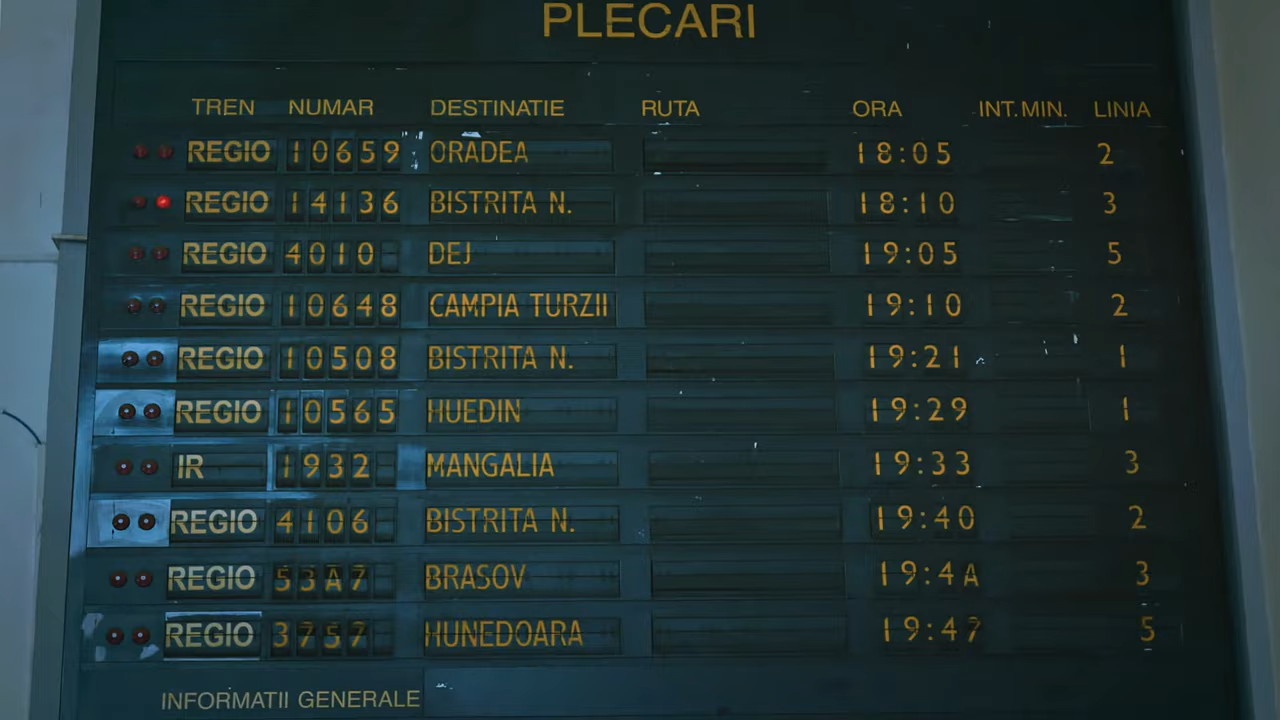 PLECARI
TREN NUMAR DESTINATIE RUTA ORA INT.MIN. LINIA
REGIO 10659 ORADEA 18:05 2
REGIO 14136 BISTRITA N. 18:10 3
REGIO 4010 DEJ 19:05 5
REGIO 10648 CAMPIA TURZII 19:10 2
REGIO 10508 BISTRITA N. 19:21 1
REGIO 10565 HUEDIN 19:29 1
IR 1932 MANGALIA 19:33 3
REGIO 4106 BISTRITA N. 19:40 2
REGIO BRASOV 3
REGIO HUNEDOARA 19:47 5
INFORMATII GENERALE